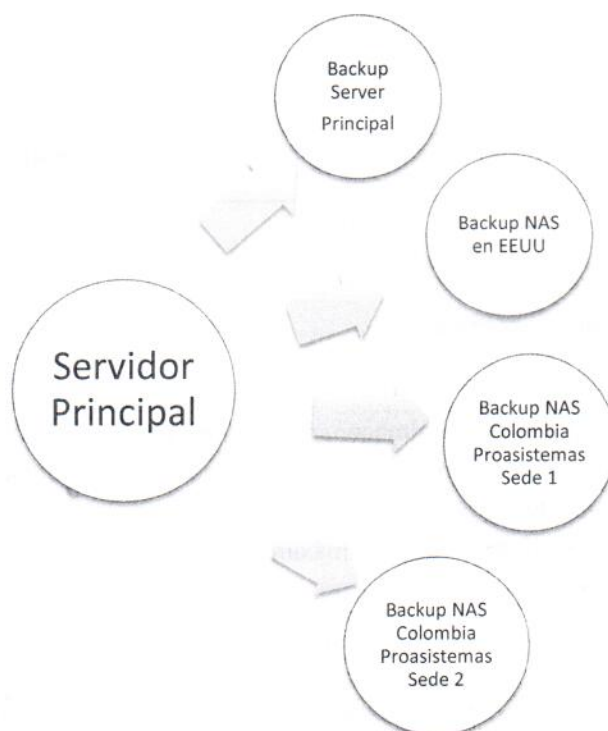 Backup
Server
Principal
Backup NAS
en EEUU
Servidor
Principal
Backup NAS
Colombia
Proasistemas
Sede 1
Backup NAS
Colombia
Proasistemas
Sede 2